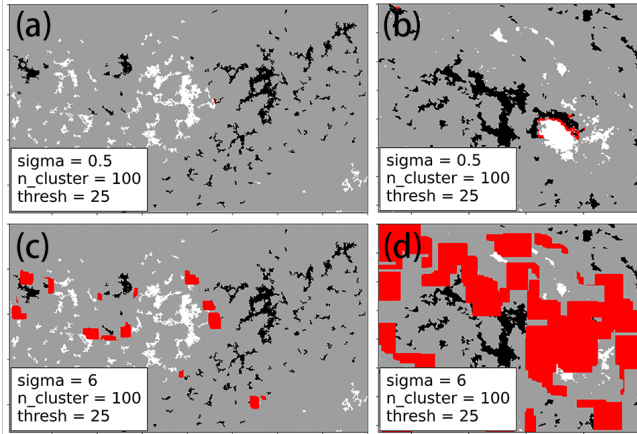 (a)
sigma = 0.5
n_cluster = 100
thresh = 25
(b)
sigma = 0.5
n_cluster = 100
thresh = 25
(c)
sigma = 6
n_cluster = 100
thresh = 25
(d)
sigma = 6
n_cluster = 100
thresh = 25